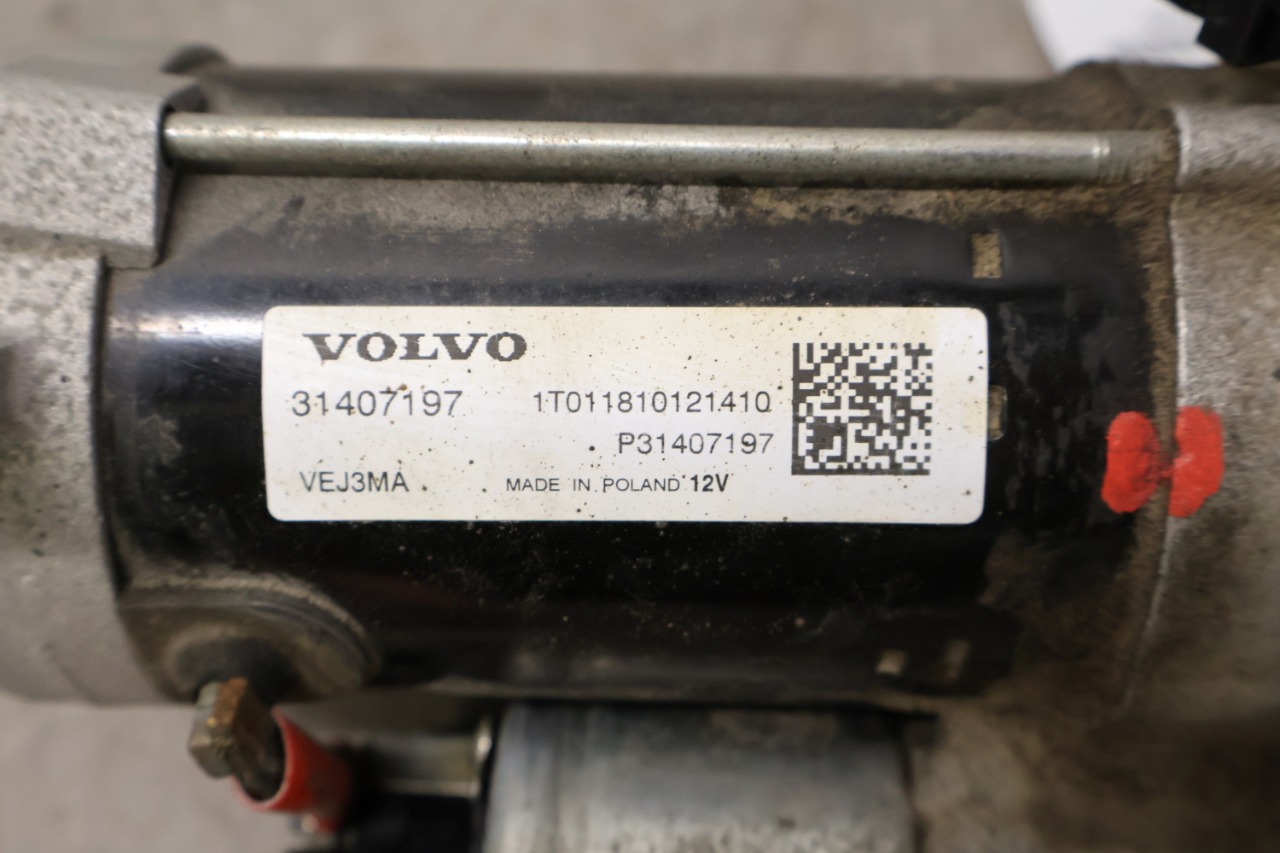 VOLVO
31407197 1T011810121410
P31407197
VEJ3MA MADE IN POLAND 12V